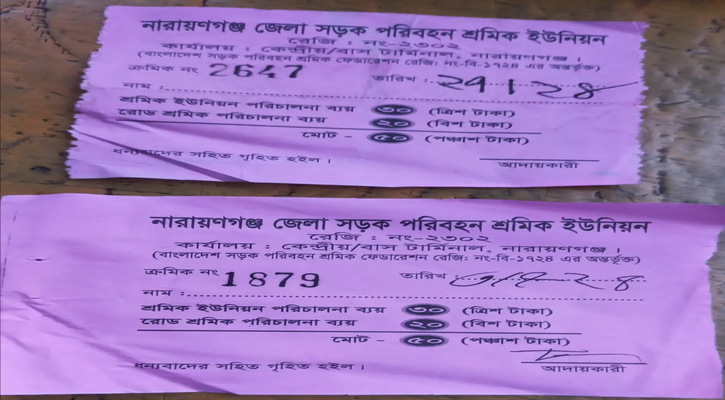 নারায়ণগঞ্জ জেলা সড়ক পরিবহন শ্রমিক ইউনিয়ন
রেজি : নং-২৩০২
কার্যালয় : কেন্দ্রীয়/বাস টার্মিনাল, নারায়ণগঞ্জ।
(বাংলাদেশ সড়ক পরিবহন শ্রমিক ফেডারেশন রেজি: নং-বি-১৭২৪ এর অন্তর্ভুক্ত)
ক্রমিক নং 2647 তারিখ :
নাম :
শ্রমিক ইউনিয়ন পরিচালনা ব্যয় ৩০ (ত্রিশ টাকা)
রোড শ্রমিক পরিচালনা ব্যয় ২০ (বিশ টাকা)
মোট - ৫০ (পঞ্চাশ টাকা)
ধন্যবাদের সহিত গৃহিত হইল। আদায়কারী
নারায়ণগঞ্জ জেলা সড়ক পরিবহন শ্রমিক ইউনিয়ন
রেজি : নং-২৩০২
কার্যালয় : কেন্দ্রীয়/বাস টার্মিনাল, নারায়ণগঞ্জ।
(বাংলাদেশ সড়ক পরিবহন শ্রমিক ফেডারেশন রেজি: নং-বি-১৭২৪ এর অন্তর্ভুক্ত)
ক্রমিক নং 1879 তারিখ
নাম :
শ্রমিক ইউনিয়ন পরিচালনা ব্যয় ৩০ (ত্রিশ টাকা)
রোড শ্রমিক পরিচালনা ব্যয় ২০ (বিশ টাকা)
মোট - ৫০ (পঞ্চাশ টাকা)
ধন্যবাদের সহিত গৃহিত হইল। আদায়কারী